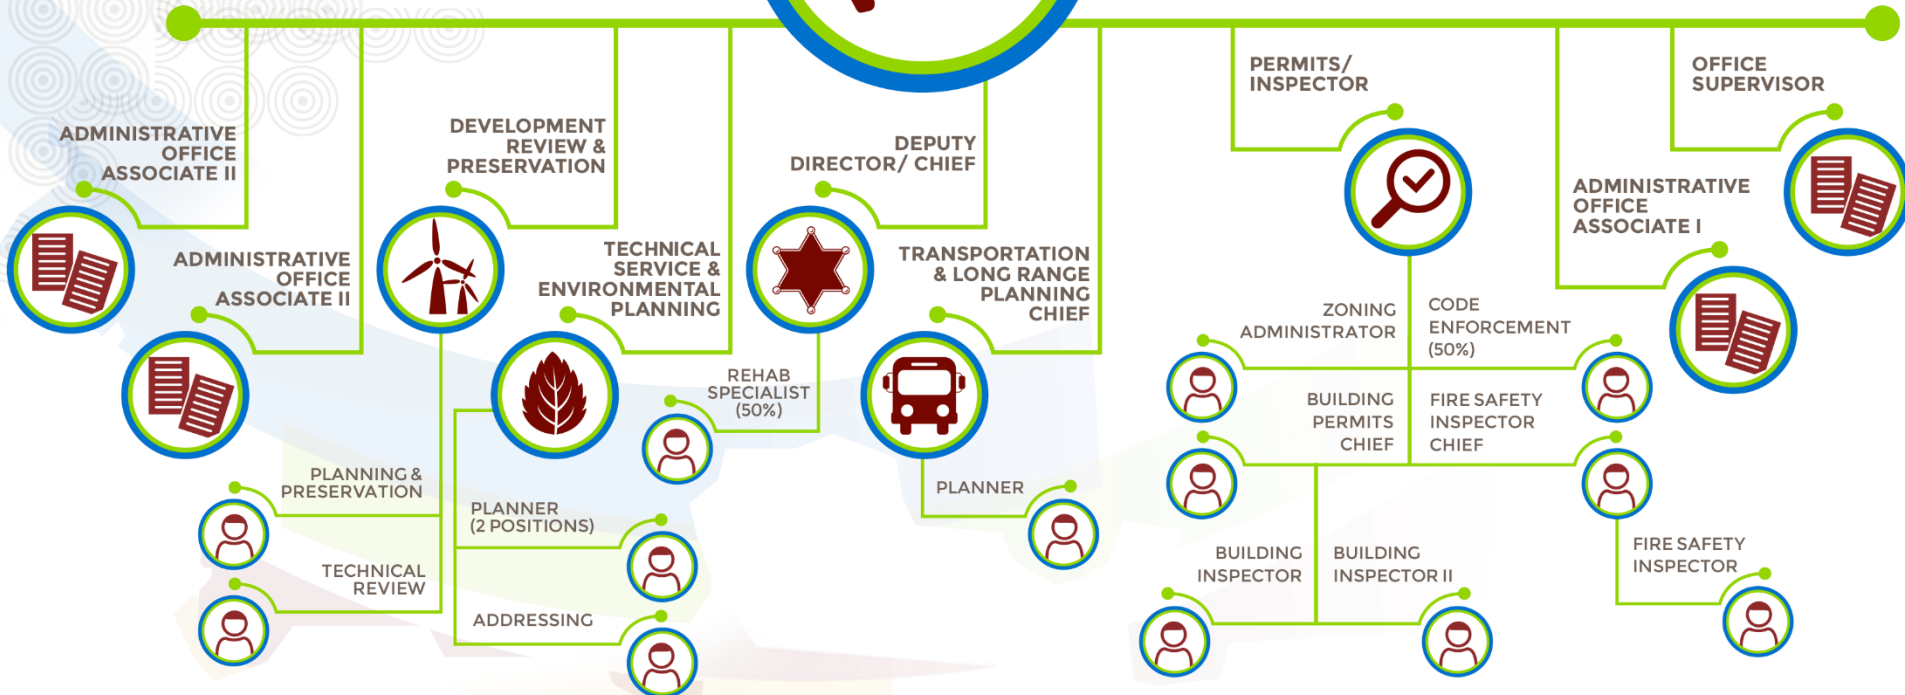 ADMINISTRATIVE
OFFICE
ASSOCIATE II
ADMINISTRATIVE
OFFICE
ASSOCIATE II
DEVELOPMENT
REVIEW &
PRESERVATION
TECHNICAL
SERVICE &
ENVIRONMENTAL
PLANNING
DEPUTY
DIRECTOR/ CHIEF
TRANSPORTATION
& LONG RANGE
PLANNING
CHIEF
PERMITS/
INSPECTOR
ADMINISTRATIVE
OFFICE
ASSOCIATE I
OFFICE
SUPERVISOR
PLANNING &
PRESERVATION
TECHNICAL
REVIEW
PLANNER
(2 POSITIONS)
ADDRESSING
REHAB
SPECIALIST
(50%)
PLANNER
ZONING
ADMINISTRATOR
CODE
ENFORCEMENT
(50%)
BUILDING
PERMITS
CHIEF
FIRE SAFETY
INSPECTOR
CHIEF
BUILDING
INSPECTOR
BUILDING
INSPECTOR II
FIRE SAFETY
INSPECTOR